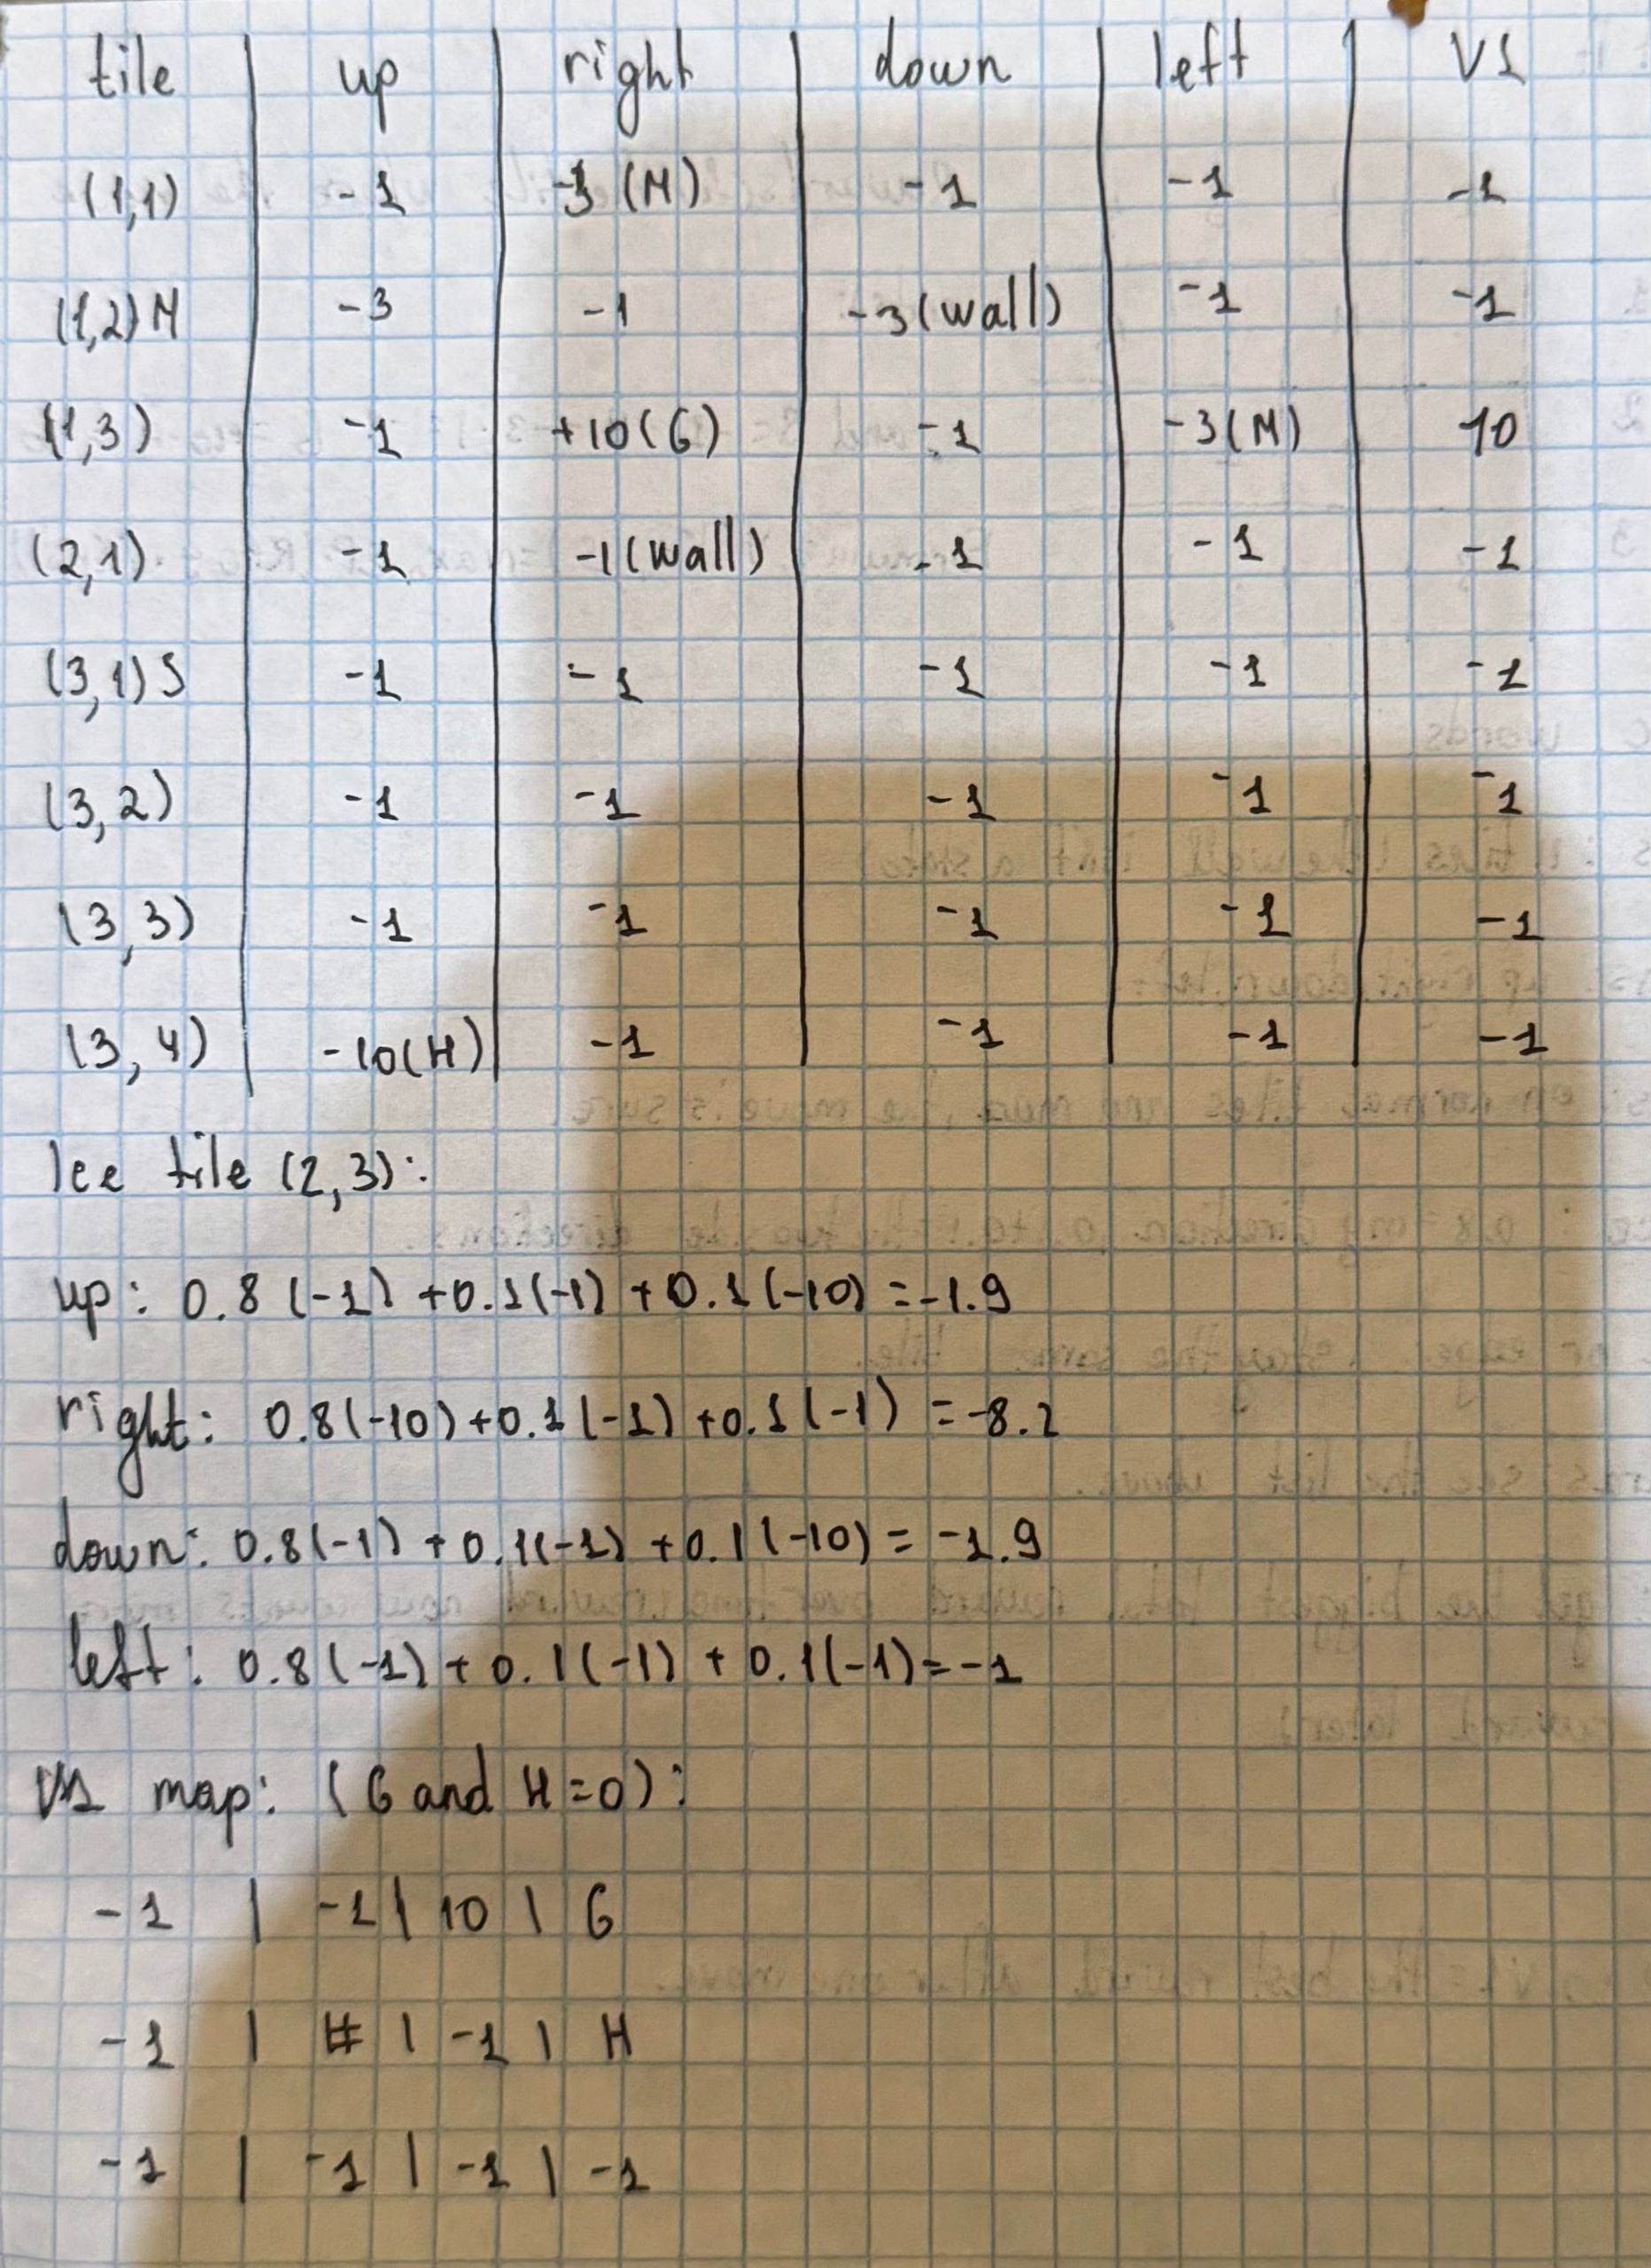 tile | up | right | down | left | V1
(1,1) | -1 | -3 (M) | -1 | -1 | -1
(1,2) M | -3 | -1 | -3 (wall) | -1 | -1
(1,3) | -1 | +10 (G) | -1 | -3 (M) | 10
(2,1) | -1 | -1 (wall) | -1 | -1 | -1
(3,1) S | -1 | -1 | -1 | -1 | -1
(3,2) | -1 | -1 | -1 | -1 | -1
(3,3) | -1 | -1 | -1 | -1 | -1
(3,4) | -10(H) | -1 | -1 | -1 | -1
Ice tile (2,3):
up: 0.8 (-1) + 0.1(-1) + 0.1 (-10) = -1.9
right: 0.8(-10) + 0.1 (-1) + 0.1 (-1) = -8.2
down: 0.8(-1) + 0.1(-1) + 0.1 (-10) = -1.9
left: 0.8 (-1) + 0.1(-1) + 0.1(-1) = -1
V1 map: (G and H = 0):
-1 | -1 | 10 | G
-1 | # | -1 | H
-1 | -1 | -1 | -1